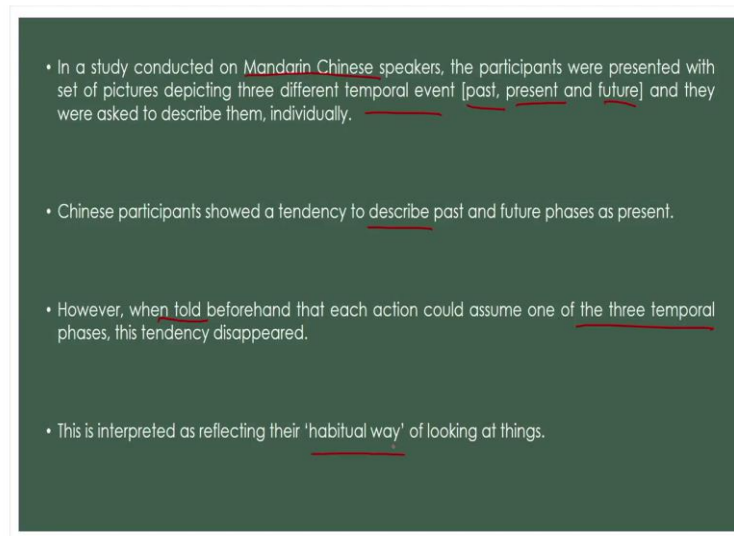 • In a study conducted on Mandarin Chinese speakers, the participants were presented with
set of pictures depicting three different temporal event [past, present and future] and they
were asked to describe them, individually.
• Chinese participants showed a tendency to describe past and future phases as present.
• However, when told beforehand that each action could assume one of the three temporal
phases, this tendency disappeared.
• This is interpreted as reflecting their ‘habitual way’ of looking at things.